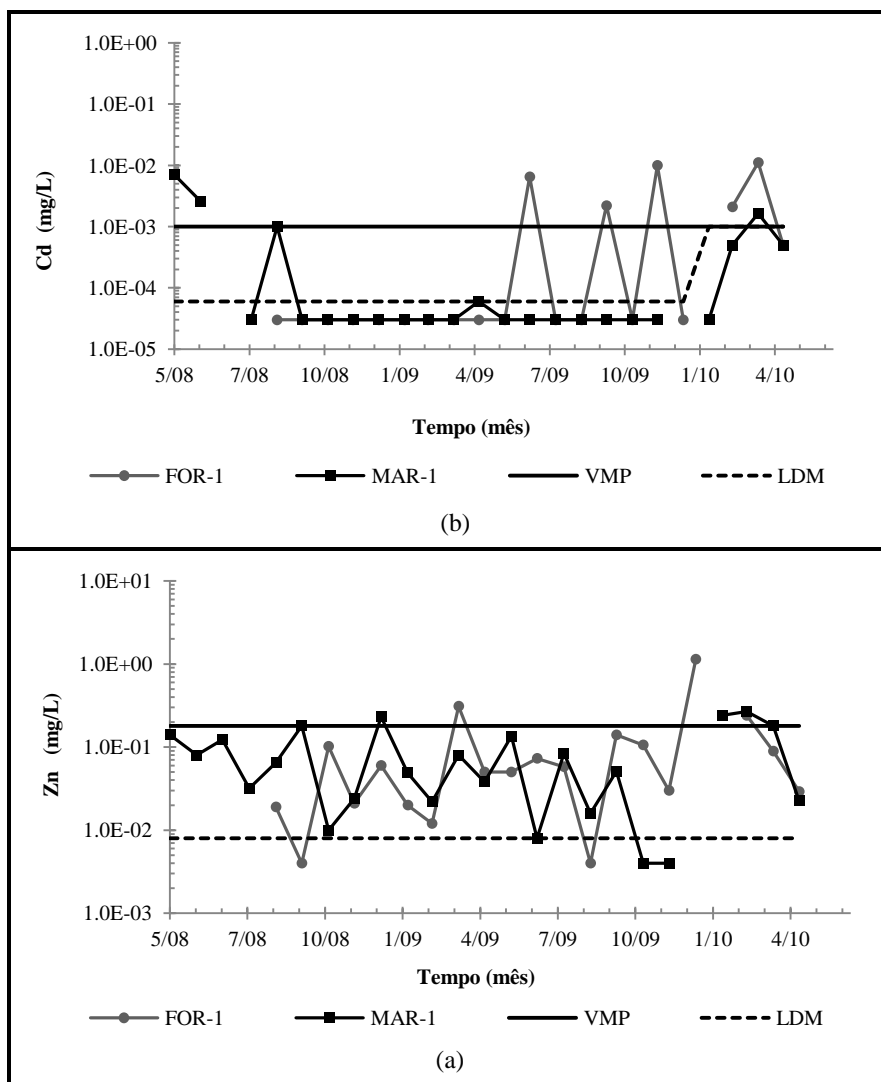 1.0E+00
1.0E-01
1.0E-02
1.0E-03
1.0E-04
1.0E-05
Cd (mg/L)
5/08 7/08 10/08 1/09 4/09 7/09 10/09 1/10 4/10
Tempo (mês)
FOR-1 MAR-1 VMP LDM
(b)
1.0E+01
1.0E+00
1.0E-01
1.0E-02
1.0E-03
Zn (mg/L)
5/08 7/08 10/08 1/09 4/09 7/09 10/09 1/10 4/10
Tempo (mês)
FOR-1 MAR-1 VMP LDM
(a)